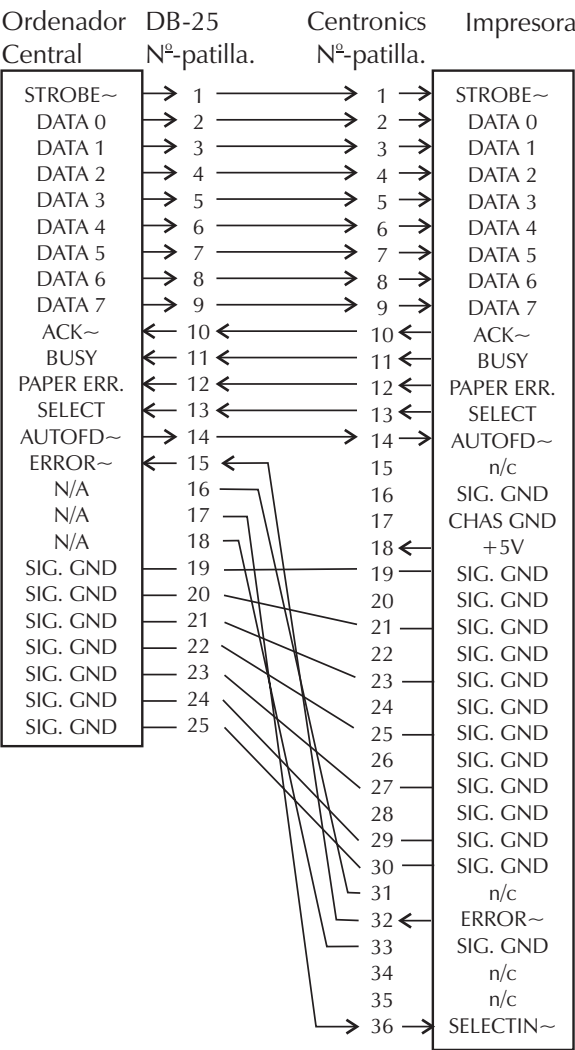 Ordenador DB-25 Centronics Impresora
Central Nº-patilla. Nº-patilla.
STROBE~ 1 1 STROBE~
DATA 0 2 2 DATA 0
DATA 1 3 3 DATA 1
DATA 2 4 4 DATA 2
DATA 3 5 5 DATA 3
DATA 4 6 6 DATA 4
DATA 5 7 7 DATA 5
DATA 6 8 8 DATA 6
DATA 7 9 9 DATA 7
ACK~ 10 10 ACK~
BUSY 11 11 BUSY
PAPER ERR. 12 12 PAPER ERR.
SELECT 13 13 SELECT
AUTOFD~ 14 14 AUTOFD~
ERROR~ 15 15 n/c
N/A 16 16 SIG. GND
N/A 17 17 CHAS GND
N/A 18 18 +5V
SIG. GND 19 19 SIG. GND
SIG. GND 20 20 SIG. GND
SIG. GND 21 21 SIG. GND
SIG. GND 22 22 SIG. GND
SIG. GND 23 23 SIG. GND
SIG. GND 24 24 SIG. GND
SIG. GND 25 25 SIG. GND
26 SIG. GND
27 SIG. GND
28 SIG. GND
29 SIG. GND
30 SIG. GND
31 n/c
32 ERROR~
33 SIG. GND
34 n/c
35 n/c
36 SELECTIN~